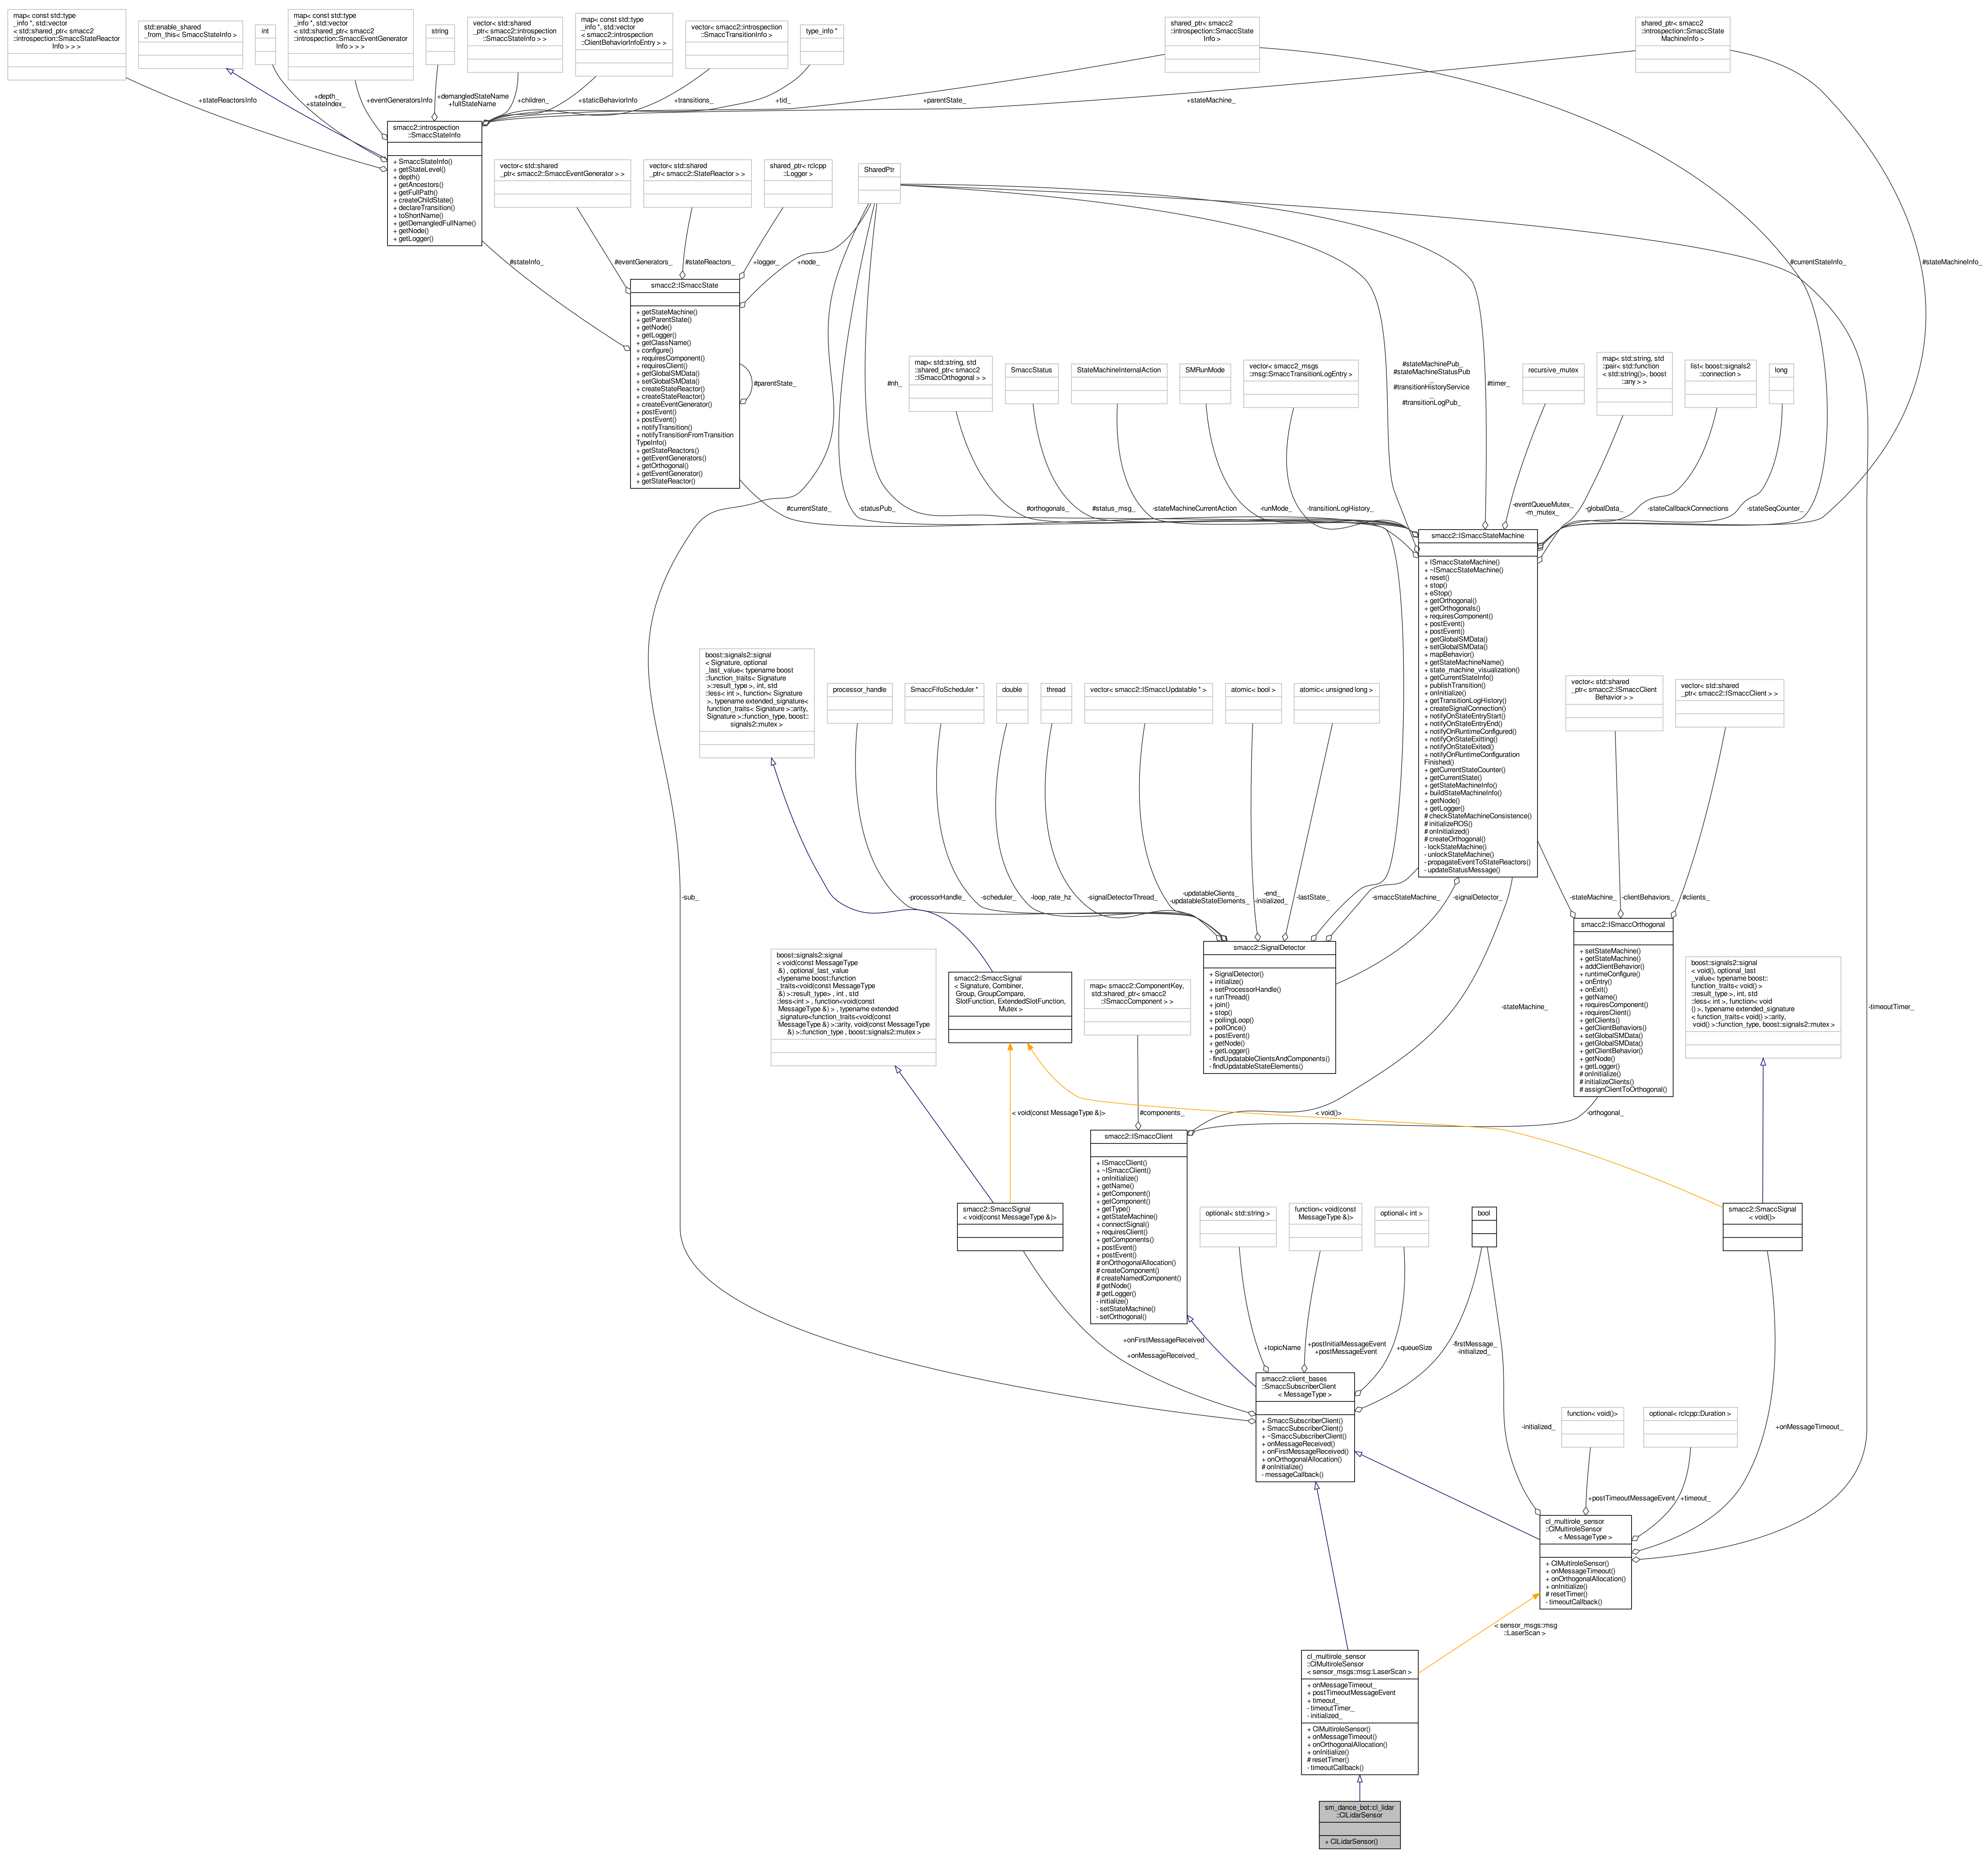 map< const std::type
_info *, std::vector
< std::shared_ptr< smacc2
::introspection::SmaccStateReactor
Info > > >
std::enable_shared
_from_this< SmaccStateInfo >
int
map< const std::type
_info *, std::vector
< std::shared_ptr< smacc2
::introspection::SmaccEventGenerator
Info > > >
string
vector< std::shared
_ptr< smacc2::introspection
::SmaccStateInfo > >
map< const std::type
_info *, std::vector
< smacc2::introspection
::ClientBehaviorInfoEntry > >
vector< smacc2::introspection
::SmaccTransitionInfo >
type_info *
shared_ptr< smacc2
::introspection::SmaccState
Info >
shared_ptr< smacc2
::introspection::SmaccState
MachineInfo >
+stateReactorsInfo
+depth_
+stateIndex_
+eventGeneratorsInfo
+demangledStateName
+fullStateName
+children_
+staticBehaviorInfo
+transitions_
+tid_
+parentState_
+stateMachine_
smacc2::introspection
::SmaccStateInfo
+ SmaccStateInfo()
+ getStateLevel()
+ depth()
+ getAncestors()
+ getFullPath()
+ createChildState()
+ declareTransition()
+ toShortName()
+ getDemangledFullName()
+ getNode()
+ getLogger()
vector< std::shared
_ptr< smacc2::SmaccEventGenerator > >
vector< std::shared
_ptr< smacc2::StateReactor > >
shared_ptr< rclcpp
::Logger >
SharedPtr
#stateInfo_
#eventGenerators_
#stateReactors_
+logger_
+node_
#currentStateInfo_
#stateMachineInfo_
smacc2::ISmaccState
+ getStateMachine()
+ getParentState()
+ getNode()
+ getLogger()
+ getClassName()
+ configure()
+ requiresComponent()
+ requiresClient()
+ getGlobalSMData()
+ setGlobalSMData()
+ createStateReactor()
+ createStateReactor()
+ createEventGenerator()
+ postEvent()
+ postEvent()
+ notifyTransition()
+ notifyTransitionFromTransition
TypeInfo()
+ getStateReactors()
+ getEventGenerators()
+ getOrthogonal()
+ getEventGenerator()
+ getStateReactor()
#parentState_
#nh_
map< std::string, std
::shared_ptr< smacc2
::ISmaccOrthogonal > >
SmaccStatus
StateMachineInternalAction
SMRunMode
vector< smacc2_msgs
::msg::SmaccTransitionLogEntry >
#stateMachinePub_
#stateMachineStatusPub
_
#transitionHistoryService
_
#transitionLogPub_
#timer_
recursive_mutex
map< std::string, std
::pair< std::function
< std::string()>, boost
::any > >
list< boost::signals2
::connection >
long
#currentState_
-statusPub_
#orthogonals_
#status_msg_
-stateMachineCurrentAction
-runMode_
-transitionLogHistory_
-eventQueueMutex_
-m_mutex_
-globalData_
-stateCallbackConnections
-stateSeqCounter_
smacc2::ISmaccStateMachine
+ ISmaccStateMachine()
+ ~ISmaccStateMachine()
+ reset()
+ stop()
+ eStop()
+ getOrthogonal()
+ getOrthogonals()
+ requiresComponent()
+ postEvent()
+ postEvent()
+ getGlobalSMData()
+ setGlobalSMData()
+ mapBehavior()
+ getStateMachineName()
+ state_machine_visualization()
+ getCurrentStateInfo()
+ publishTransition()
+ onInitialize()
+ getTransitionLogHistory()
+ createSignalConnection()
+ notifyOnStateEntryStart()
+ notifyOnStateEntryEnd()
+ notifyOnRuntimeConfigured()
+ notifyOnStateExitting()
+ notifyOnStateExited()
+ notifyOnRuntimeConfiguration
Finished()
+ getCurrentStateCounter()
+ getCurrentState()
+ getStateMachineInfo()
+ buildStateMachineInfo()
+ getNode()
+ getLogger()
# checkStateMachineConsistence()
# initializeROS()
# onInitialized()
# createOrthogonal()
- lockStateMachine()
- unlockStateMachine()
- propagateEventToStateReactors()
- updateStatusMessage()
boost::signals2::signal
< Signature, optional
_last_value< typename boost
::function_traits< Signature
>::result_type >, int, std
::less< int >, function< Signature
>, typename extended_signature<
function_traits< Signature >::arity,
Signature >::function_type, boost::
signals2::mutex >
processor_handle
SmaccFifoScheduler *
double
thread
vector< smacc2::ISmaccUpdatable * >
atomic< bool >
atomic< unsigned long >
vector< std::shared
_ptr< smacc2::ISmaccClient
Behavior > >
vector< std::shared
_ptr< smacc2::ISmaccClient > >
-sub_
-processorHandle_
-scheduler_
-loop_rate_hz
-signalDetectorThread_
-updatableClients_
-updatableStateElements_
-end_
-initialized_
-lastState_
-smaccStateMachine_
-signalDetector_
-stateMachine_
-clientBehaviors_
#clients_
smacc2::SignalDetector
+ SignalDetector()
+ initialize()
+ setProcessorHandle()
+ runThread()
+ join()
+ stop()
+ pollingLoop()
+ pollOnce()
+ postEvent()
+ getNode()
+ getLogger()
- findUpdatableClientsAndComponents()
- findUpdatableStateElements()
smacc2::ISmaccOrthogonal
+ setStateMachine()
+ getStateMachine()
+ addClientBehavior()
+ runtimeConfigure()
+ onEntry()
+ onExit()
+ getName()
+ requiresComponent()
+ requiresClient()
+ getClients()
+ getClientBehaviors()
+ setGlobalSMData()
+ getGlobalSMData()
+ getClientBehavior()
+ getNode()
+ getLogger()
# onInitialize()
# initializeClients()
# assignClientToOrthogonal()
boost::signals2::signal
< void(const MessageType
&) , optional_last_value
<typename boost::function
_traits<void(const MessageType
&) >::result_type> , int , std
::less<int > , function<void(const
MessageType &) > , typename extended
_signature<function_traits<void(const
MessageType &) >::arity, void(const MessageType
&) >::function_type , boost::signals2::mutex >
smacc2::SmaccSignal
< Signature, Combiner,
Group, GroupCompare,
SlotFunction, ExtendedSlotFunction,
Mutex >
map< smacc2::ComponentKey,
std::shared_ptr< smacc2
::ISmaccComponent > >
boost::signals2::signal
< void(), optional_last
_value< typename boost::
function_traits< void() >
::result_type >, int, std
::less< int >, function< void
() >, typename extended_signature
< function_traits< void() >::arity,
void() >::function_type, boost::signals2::mutex >
-stateMachine_
-timeoutTimer_
< void(const MessageType &)>
#components_
< void()>
-orthogonal_
smacc2::ISmaccClient
+ ISmaccClient()
+ ~ISmaccClient()
+ onInitialize()
+ getName()
+ getComponent()
+ getComponent()
+ getType()
+ getStateMachine()
+ connectSignal()
+ requiresClient()
+ getComponents()
+ postEvent()
+ postEvent()
# onOrthogonalAllocation()
# createComponent()
# createNamedComponent()
# getNode()
# getLogger()
- initialize()
- setStateMachine()
- setOrthogonal()
smacc2::SmaccSignal
< void(const MessageType &)>
optional< std::string >
function< void(const
MessageType &)>
optional< int >
bool
smacc2::SmaccSignal
< void()>
+onFirstMessageReceived
_
+onMessageReceived_
+topicName
+postInitialMessageEvent
+postMessageEvent
+queueSize
-firstMessage_
-initialized_
smacc2::client_bases
::SmaccSubscriberClient
< MessageType >
+ SmaccSubscriberClient()
+ SmaccSubscriberClient()
+ ~SmaccSubscriberClient()
+ onMessageReceived()
+ onFirstMessageReceived()
+ onOrthogonalAllocation()
# onInitialize()
- messageCallback()
function< void()>
optional< rclcpp::Duration >
-initialized_
+onMessageTimeout_
+postTimeoutMessageEvent
+timeout_
cl_multirole_sensor
::ClMultiroleSensor
< MessageType >
+ ClMultiroleSensor()
+ onMessageTimeout()
+ onOrthogonalAllocation()
+ onInitialize()
# resetTimer()
- timeoutCallback()
< sensor_msgs::msg
::LaserScan >
cl_multirole_sensor
::ClMultiroleSensor
< sensor_msgs::msg::LaserScan >
+ onMessageTimeout_
+ postTimeoutMessageEvent
+ timeout_
- timeoutTimer_
- initialized_
+ ClMultiroleSensor()
+ onMessageTimeout()
+ onOrthogonalAllocation()
+ onInitialize()
# resetTimer()
- timeoutCallback()
sm_dance_bot::cl_lidar
::ClLidarSensor
+ ClLidarSensor()